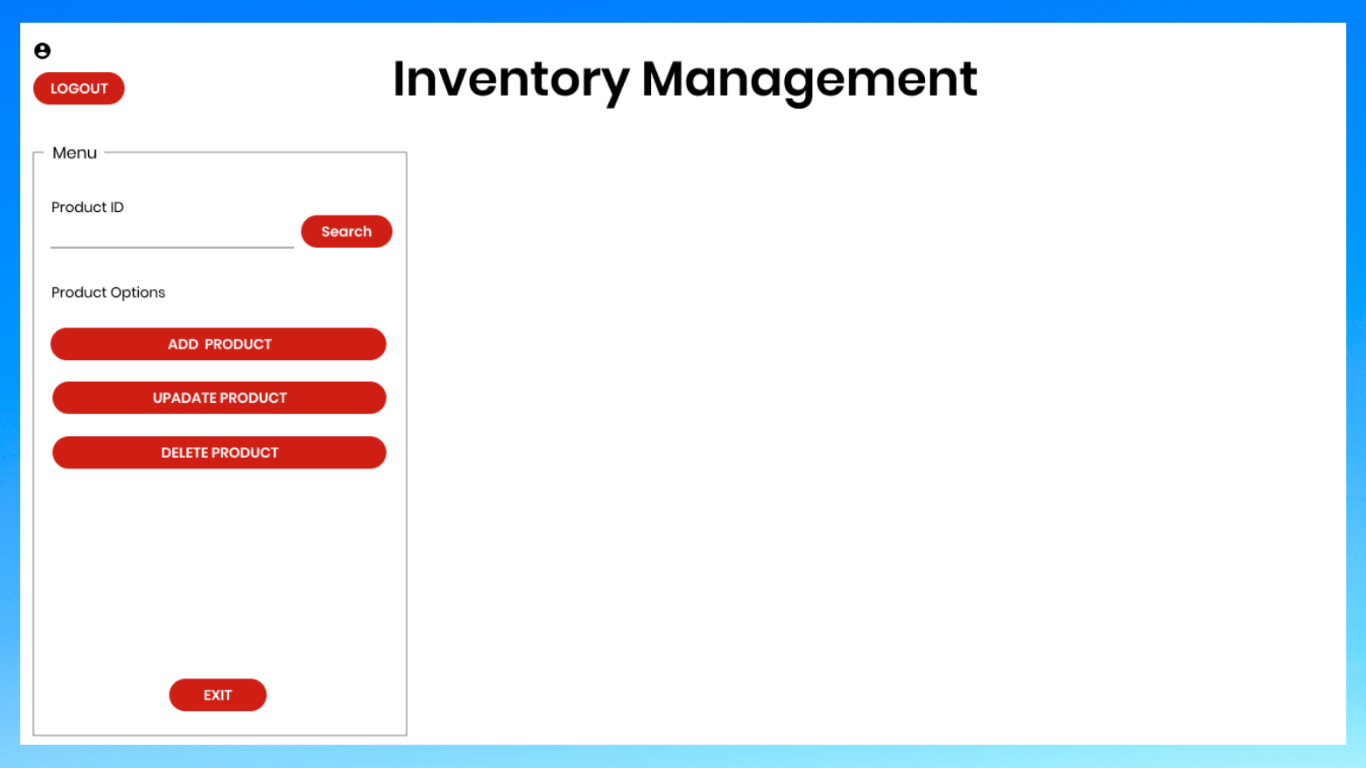 LOGOUT
Inventory Management
Menu
Product ID
Search
Product Options
ADD  PRODUCT
UPADATE PRODUCT
DELETE PRODUCT
EXIT